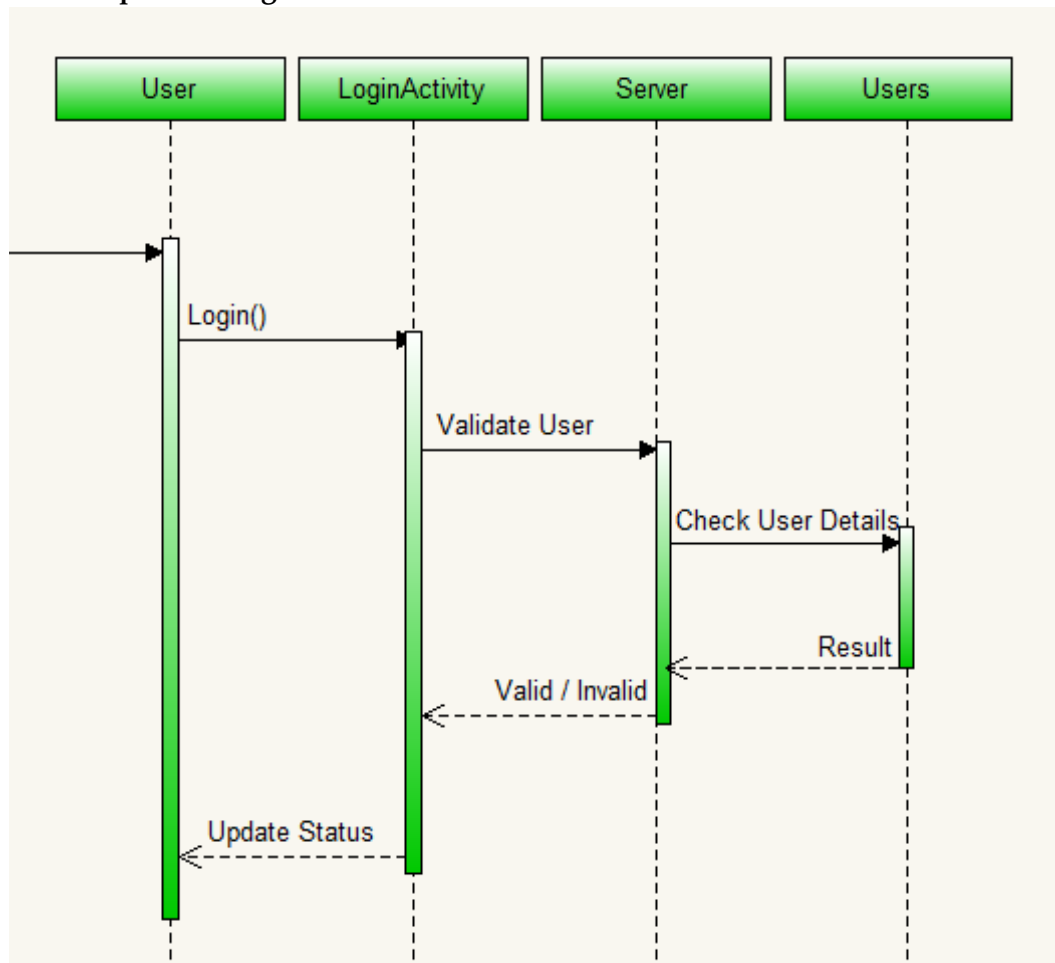 User
LoginActivity
Server
Users
Login()
Validate User
Check User Details
Result
Valid / Invalid
Update Status